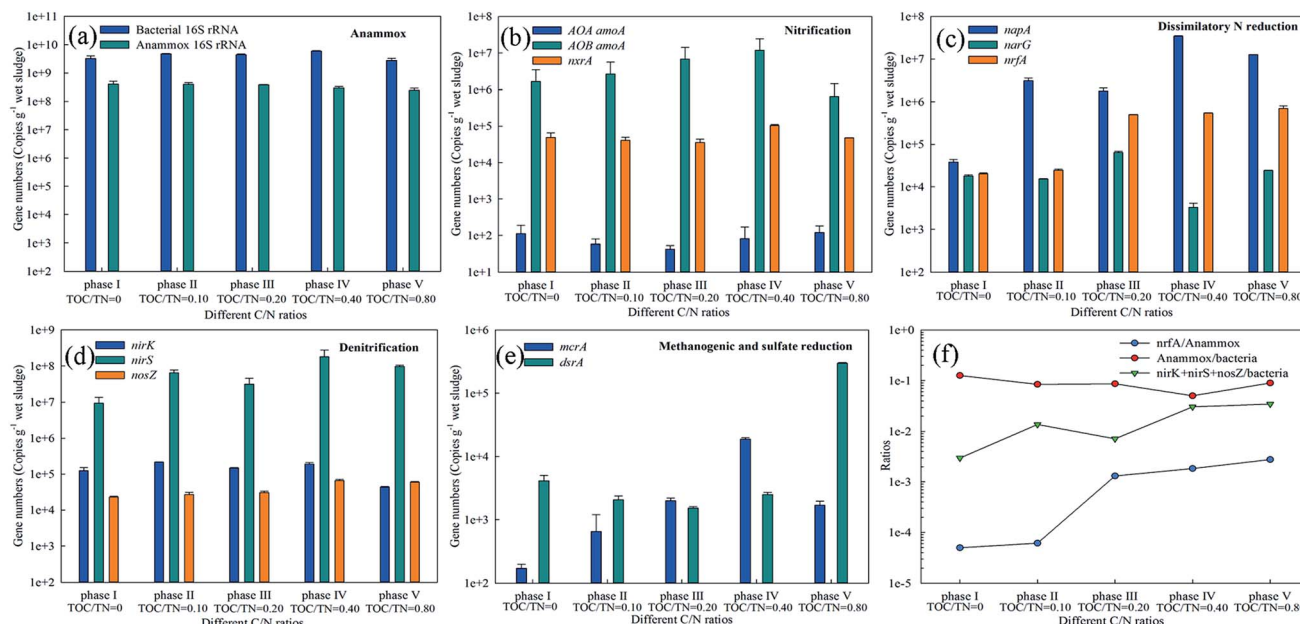 (a)
Bacterial 16S rRNA
Anammox 16S rRNA
Anammox
Gene numbers (Copies g-1 wet sludge)
1e+11
1e+10
1e+9
1e+8
1e+7
1e+6
1e+5
1e+4
1e+3
1e+2
phase I phase II phase III phase IV phase V
TOC/TN=0 TOC/TN=0.10 TOC/TN=0.20 TOC/TN=0.40 TOC/TN=0.80
Different C/N ratios
(b)
AOA amoA
AOB amoA
nxrA
Nitrification
Gene numbers (Copies g-1 wet sludge)
1e+8
1e+7
1e+6
1e+5
1e+4
1e+3
1e+2
1e+1
phase I phase II phase III phase IV phase V
TOC/TN=0 TOC/TN=0.10 TOC/TN=0.20 TOC/TN=0.40 TOC/TN=0.80
Different C/N ratios
(c)
Dissimilatory N reduction
napA
narG
nrfA
Gene numbers (Copies g-1 wet sludge)
1e+8
1e+7
1e+6
1e+5
1e+4
1e+3
1e+2
phase I phase II phase III phase IV phase V
TOC/TN=0 TOC/TN=0.10 TOC/TN=0.20 TOC/TN=0.40 TOC/TN=0.80
Different C/N ratios
(d)
nirK
nirS
nosZ
Denitrification
Gene numbers (Copies g-1 wet sludge)
1e+9
1e+8
1e+7
1e+6
1e+5
1e+4
1e+3
1e+2
phase I phase II phase III phase IV phase V
TOC/TN=0 TOC/TN=0.10 TOC/TN=0.20 TOC/TN=0.40 TOC/TN=0.80
Different C/N ratios
(e)
mcrA
dsrA
Methanogenic and sulfate reduction
Gene numbers (Copies g-1 wet sludge)
1e+6
1e+5
1e+4
1e+3
1e+2
phase I phase II phase III phase IV phase V
TOC/TN=0 TOC/TN=0.10 TOC/TN=0.20 TOC/TN=0.40 TOC/TN=0.80
Different C/N ratios
(f)
nrfA/Anammox
Anammox/bacteria
nirK+nirS+nosZ/bacteria
Ratios
1e+0
1e-1
1e-2
1e-3
1e-4
1e-5
phase I phase II phase III phase IV phase V
TOC/TN=0 TOC/TN=0.10 TOC/TN=0.20 TOC/TN=0.40 TOC/TN=0.80
Different C/N ratios